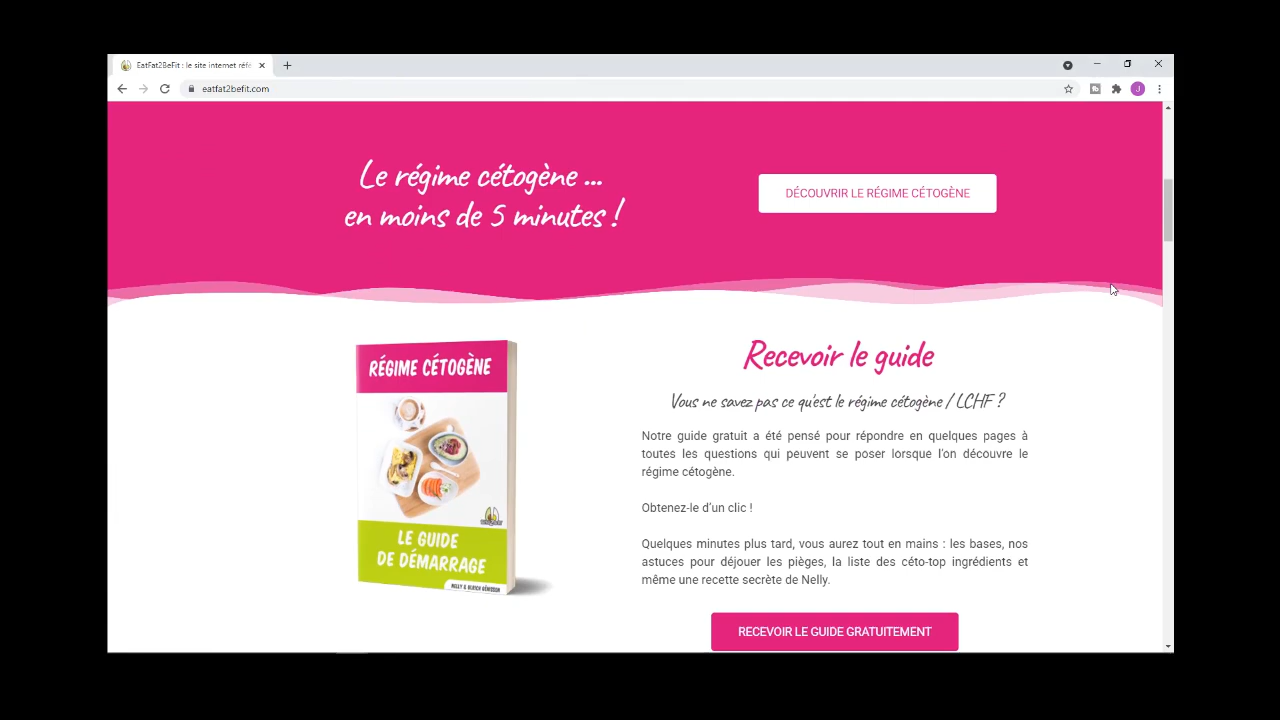 EatFat2BeFit : le site internet réfé
eatfat2befit.com
J
Le régime cétogène ...
en moins de 5 minutes !
DÉCOUVRIR LE RÉGIME CÉTOGÈNE
RÉGIME CÉTOGÈNE
LE GUIDE
DE DÉMARRAGE
Recevoir le guide
Vous ne savez pas ce qu'est le régime cétogène / LCHF ?
Notre guide gratuit a été pensé pour répondre en quelques pages à
toutes les questions qui peuvent se poser lorsque l'on découvre le
régime cétogène.
Obtenez-le d'un clic !
Quelques minutes plus tard, vous aurez tout en mains : les bases, nos
astuces pour déjouer les pièges, la liste des céto-top ingrédients et
même une recette secrète de Nelly.
RECEVOIR LE GUIDE GRATUITEMENT